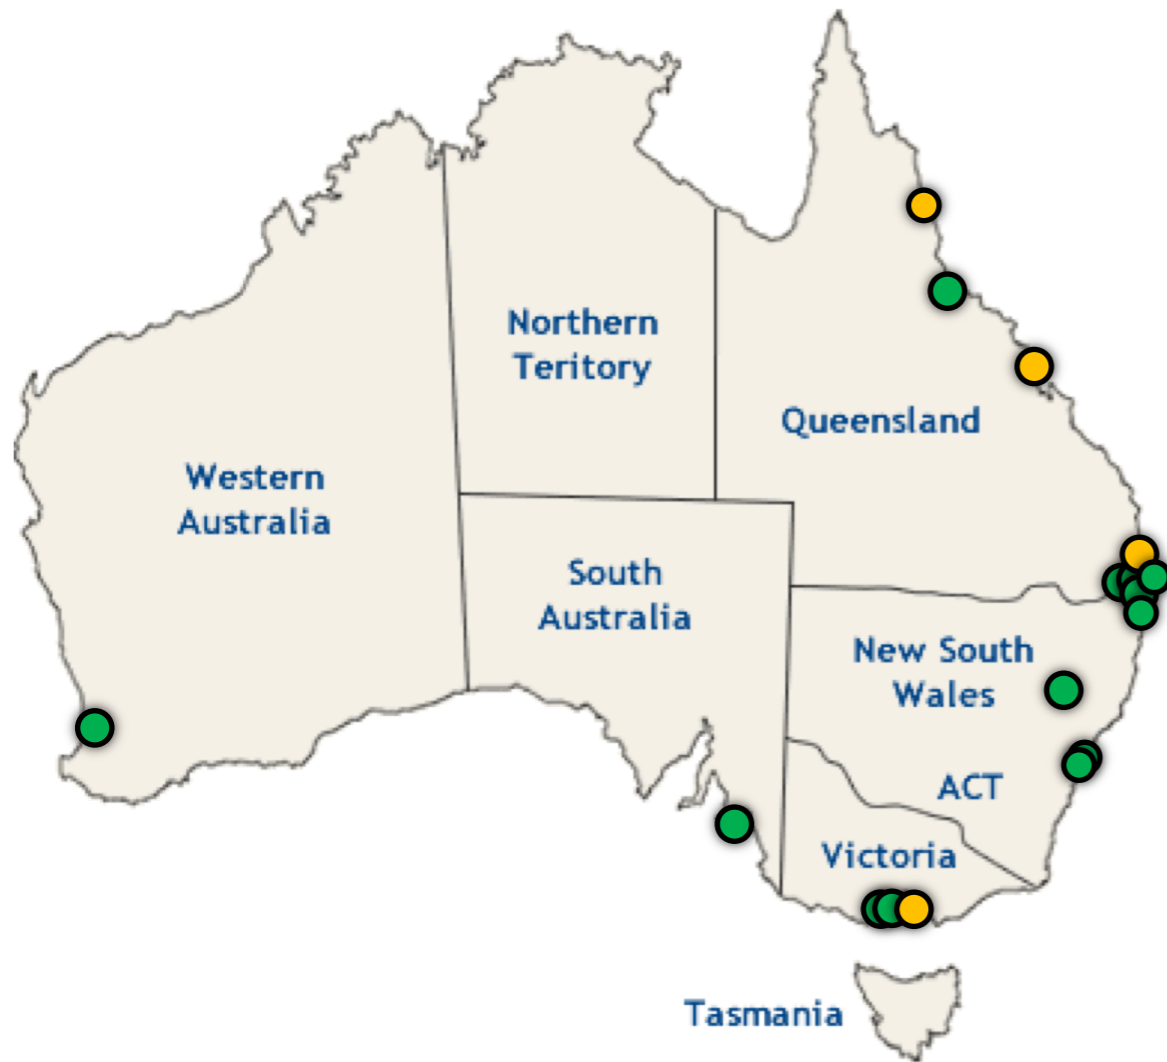 Northern
Teritory
Queensland
Western
Australia
South
Australia
New South
Wales
ACT
Victoria
Tasmania